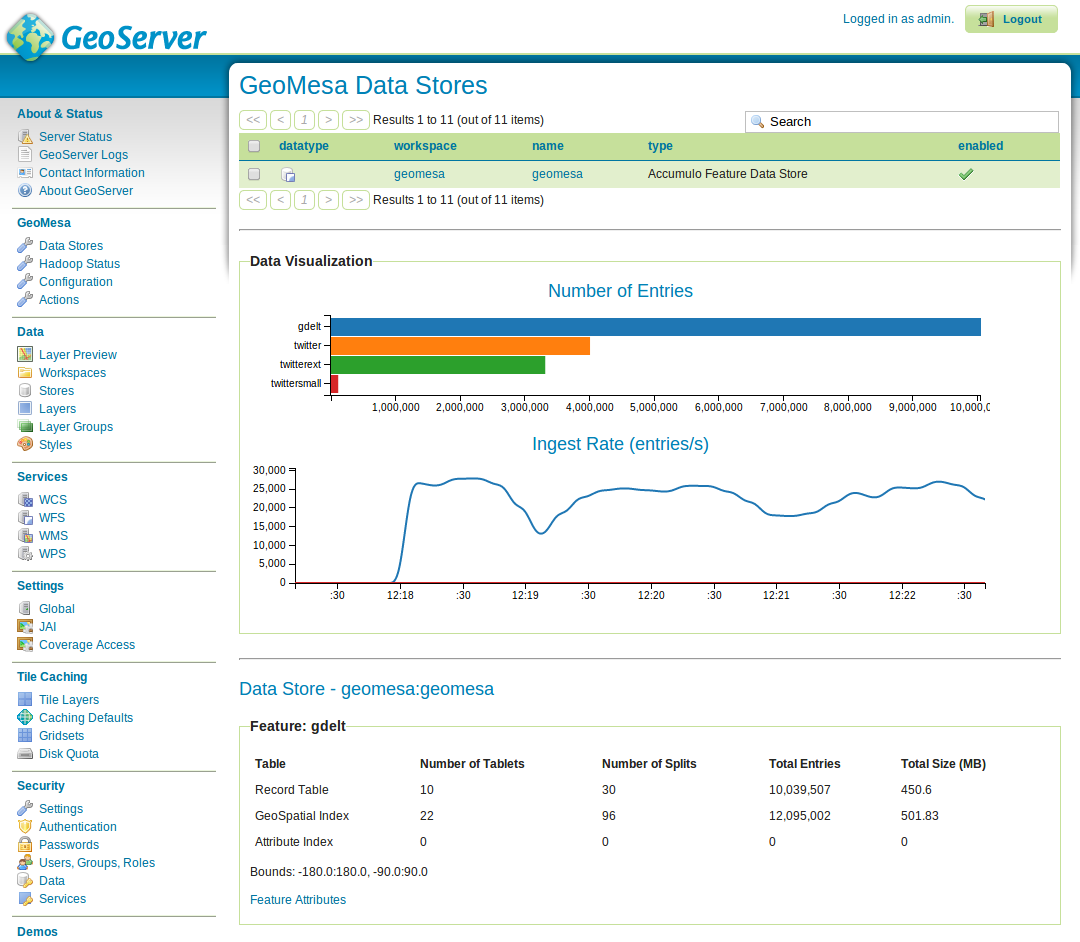 Logged in as admin. Logout
GeoServer
About & Status
Server Status
GeoServer Logs
Contact Information
About GeoServer
GeoMesa
Data Stores
Hadoop Status
Configuration
Actions
Data
Layer Preview
Workspaces
Stores
Layers
Layer Groups
Styles
Services
WCS
WFS
WMS
WPS
Settings
Global
JAI
Coverage Access
Tile Caching
Tile Layers
Caching Defaults
Gridsets
Disk Quota
Security
Settings
Authentication
Passwords
Users, Groups, Roles
Data
Services
Demos
GeoMesa Data Stores
<< < 1 > >> Results 1 to 11 (out of 11 items) Search
datatype workspace name type enabled
geomesa geomesa Accumulo Feature Data Store
<< < 1 > >> Results 1 to 11 (out of 11 items)
Data Visualization
Number of Entries
gdelt
twitter
twitterext
twittersmall
1,000,000 2,000,000 3,000,000 4,000,000 5,000,000 6,000,000 7,000,000 8,000,000 9,000,000 10,000,0
Ingest Rate (entries/s)
30,000
25,000
20,000
15,000
10,000
5,000
0
:30 12:18 :30 12:19 :30 12:20 :30 12:21 :30 12:22 :30
Data Store - geomesa:geomesa
Feature: gdelt
Table Number of Tablets Number of Splits Total Entries Total Size (MB)
Record Table 10 30 10,039,507 450.6
GeoSpatial Index 22 96 12,095,002 501.83
Attribute Index 0 0 0 0
Bounds: -180.0:180.0, -90.0:90.0
Feature Attributes